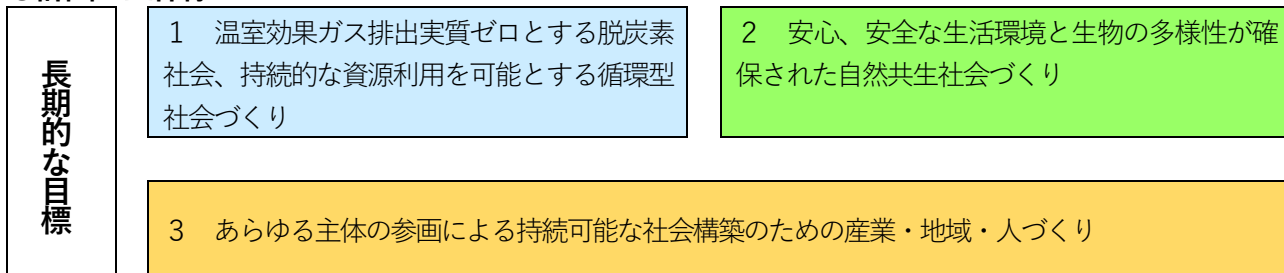 長期的な目標
１　温室効果ガス排出実質ゼロとする脱炭素
社会、持続的な資源利用を可能とする循環型
社会づくり
２　安心、安全な生活環境と生物の多様性が確
保された自然共生社会づくり
３　あらゆる主体の参画による持続可能な社会構築のための産業・地域・人づくり